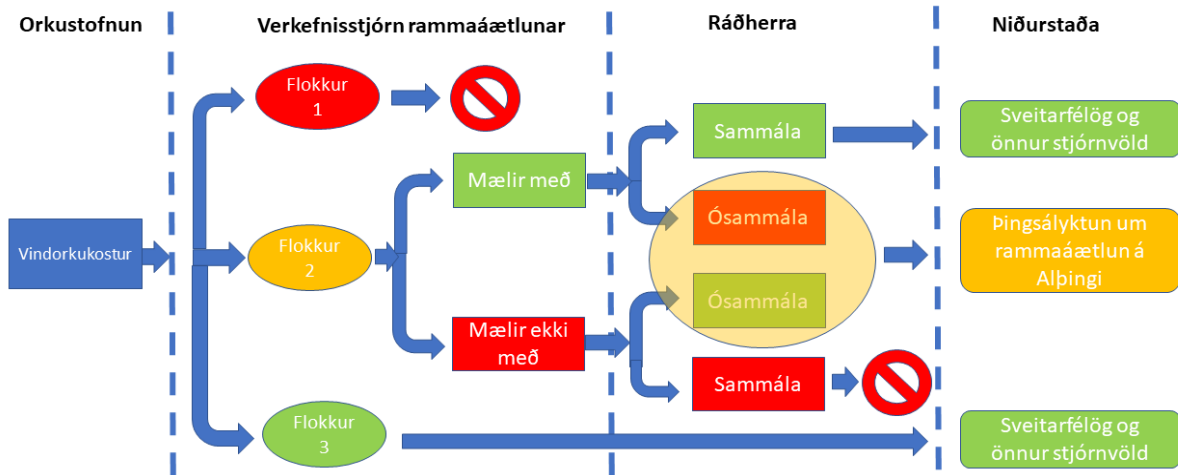 Orkustofnun
Verkefnisstjórn rammaáætlunar
Ráðherra
Niðurstaða
Vindorkukostur
Flokkur
1
Flokkur
2
Flokkur
3
Mælir með
Mælir ekki
með
Sammála
Ósammála
Ósammála
Sammála
Sveitarfélög og
önnur stjórnvöld
Þingsályktun um
rammaáætlun á
Alþingi
Sveitarfélög og
önnur stjórnvöld